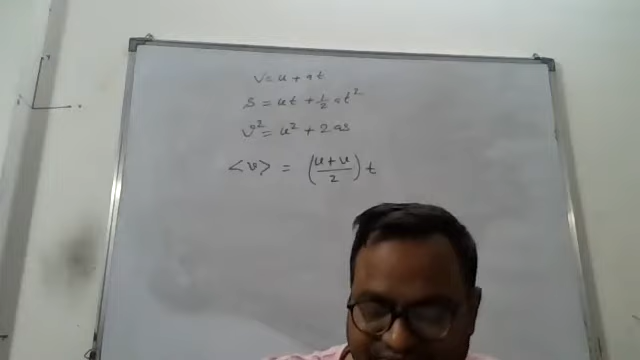 v = u + at
s = ut + 1/2 at²
v² = u² + 2as
<v> = (u + v / 2) t